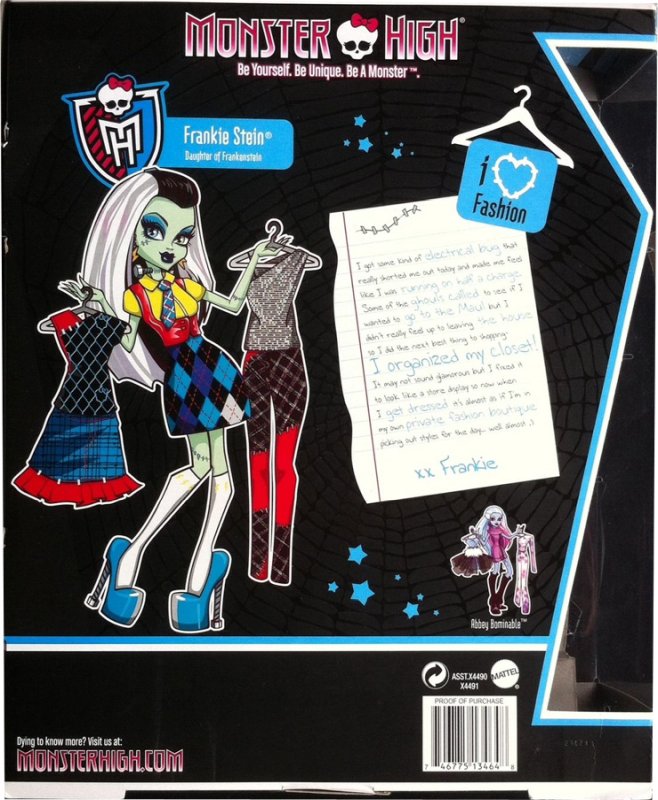 MONSTER HIGH®
Be Yourself. Be Unique. Be A Monster™.
MH
Frankie Stein®
Daughter of Frankenstein
i
Fashion
I got some kind of electrical bug that
really shorted me out today and made me feel
like I was running on half a charge.
Some of the ghouls called to see if I
wanted to go to the Maul but I
didn't really feel up to leaving the house
so I did the next best thing to shopping-
I organized my closet!
It may not sound glamorous but I fixed it
to look like a store display so now when
I get dressed it's almost as if I'm in
my own private fashion boutique
picking out styles for the day... well almost ;)
xx Frankie
Abbey Bominable™
ASST.X4490
X4491
MATTEL
PROOF OF PURCHASE
7 46775 13464 8
Dying to know more? Visit us at:
MONSTERHIGH.COM